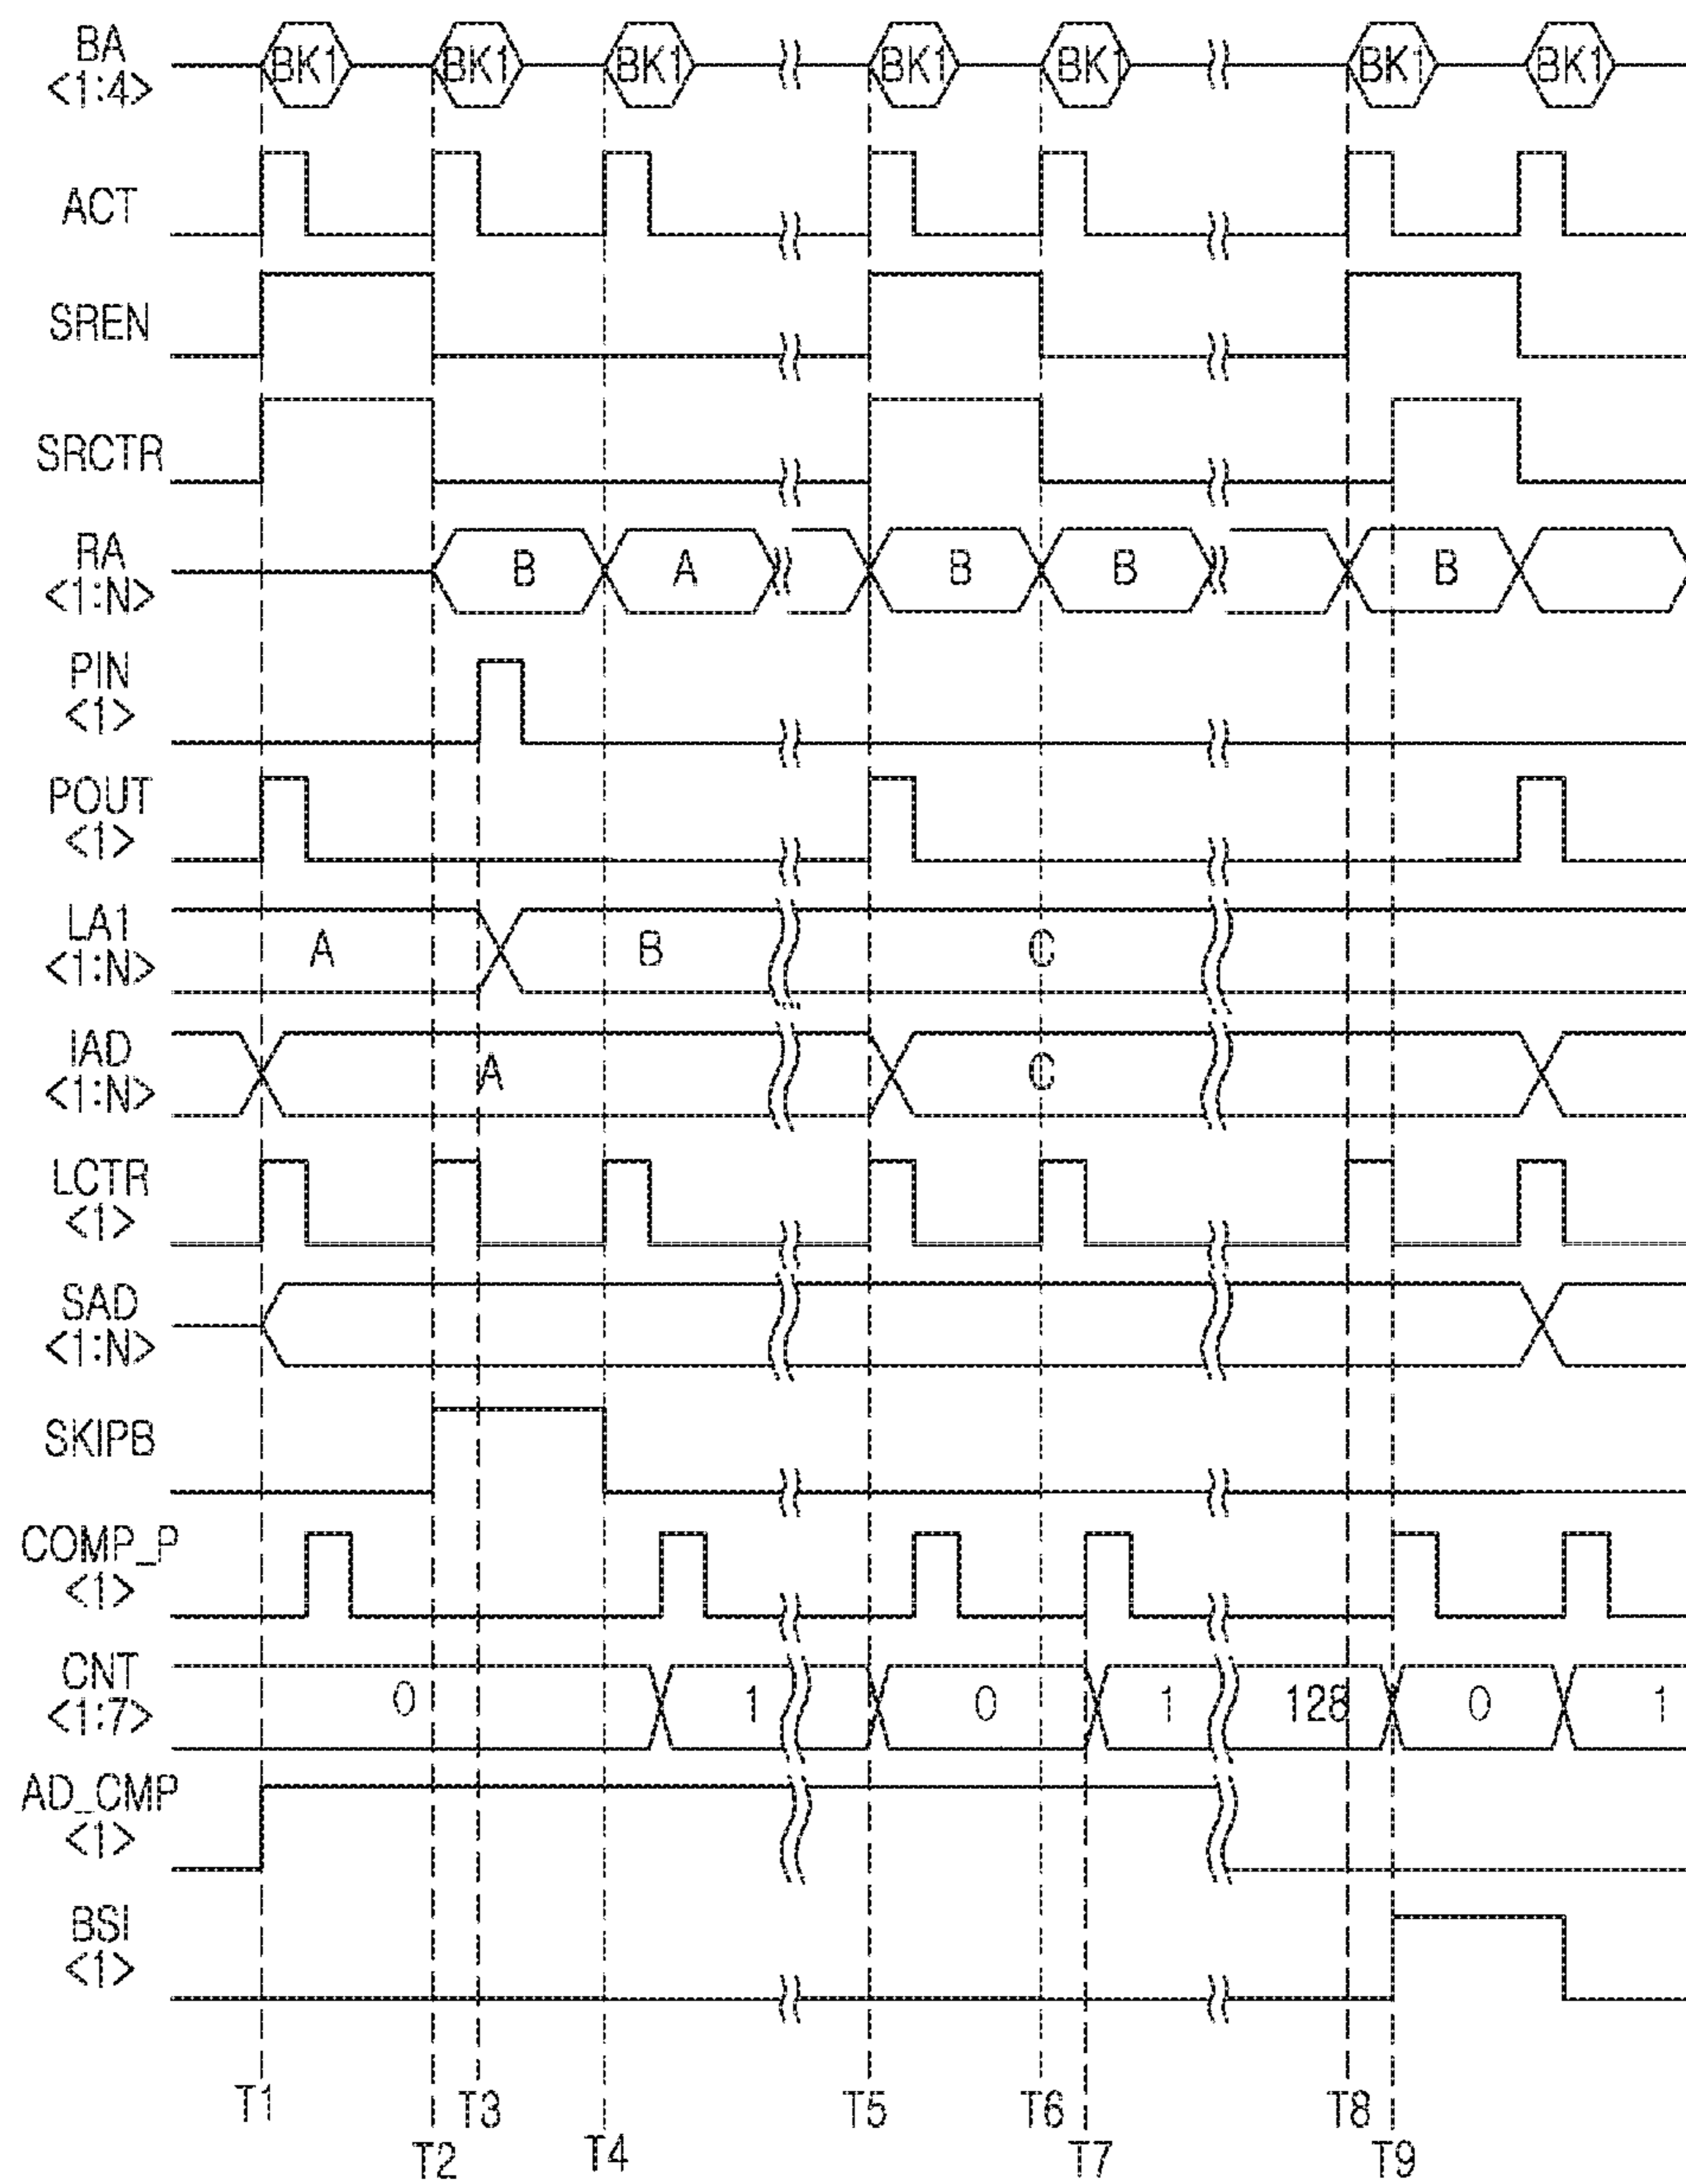 BA
<1:4>
BK1 BK1 BK1 BK1 BK1 BK1 BK1
ACT
SREN
SRCTR
RA
<1:N>
B A B B B
PIN
<1>
POUT
<1>
LA1
<1:N>
A B C
IAD
<1:N>
A C
LCTR
<1>
SAD
<1:N>
SKIPB
COMP_P
<1>
CNT
<1:7>
0 1 0 1 128 0 1
AD_CMP
<1>
BSI
<1>
T1 T3 T5 T6 T8
T2 T4 T7 T9